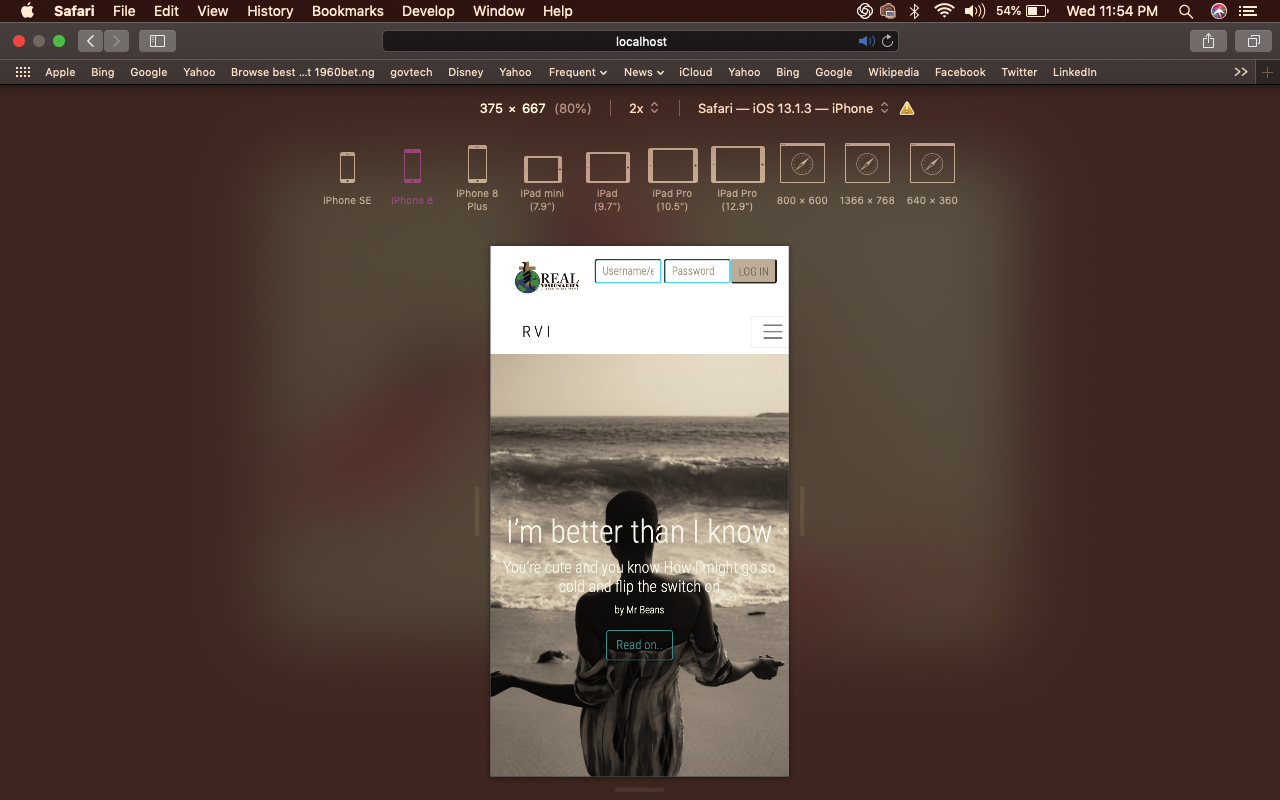 Safari File Edit View History Bookmarks Develop Window Help 54% Wed 11:54 PM
localhost
Apple Bing Google Yahoo Browse best ...t 1960bet.ng govtech Disney Yahoo Frequent News iCloud Yahoo Bing Google Wikipedia Facebook Twitter LinkedIn
375 × 667 (80%) 2x Safari — iOS 13.1.3 — iPhone
iPhone SE
iPhone 8
iPhone 8
Plus
iPad mini
(7.9")
iPad
(9.7")
iPad Pro
(10.5")
iPad Pro
(12.9")
800 × 600
1366 × 768
640 × 360
REAL
VISIONARIES
Username/e
Password
LOG IN
R V I
I'm better than I know
You're cute and you know How I might go so
cold and flip the switch on
by Mr Beans
Read on..